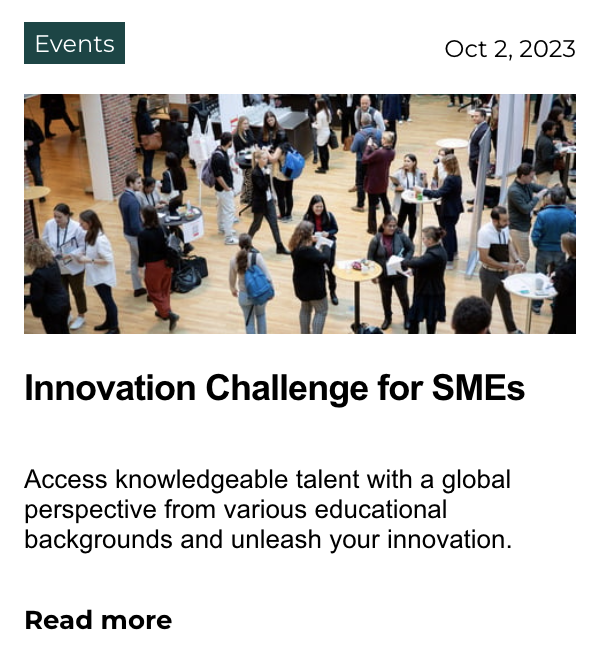 Events
Oct 2, 2023
Innovation Challenge for SMEs
Access knowledgeable talent with a global
perspective from various educational
backgrounds and unleash your innovation.
Read more